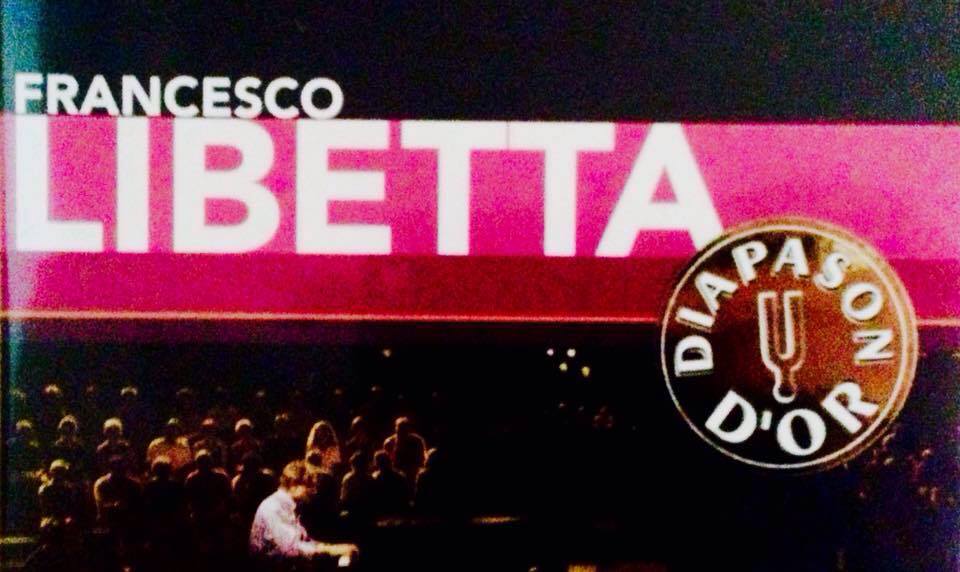 FRANCESCO
LIBETTA
DIAPASON
D'OR